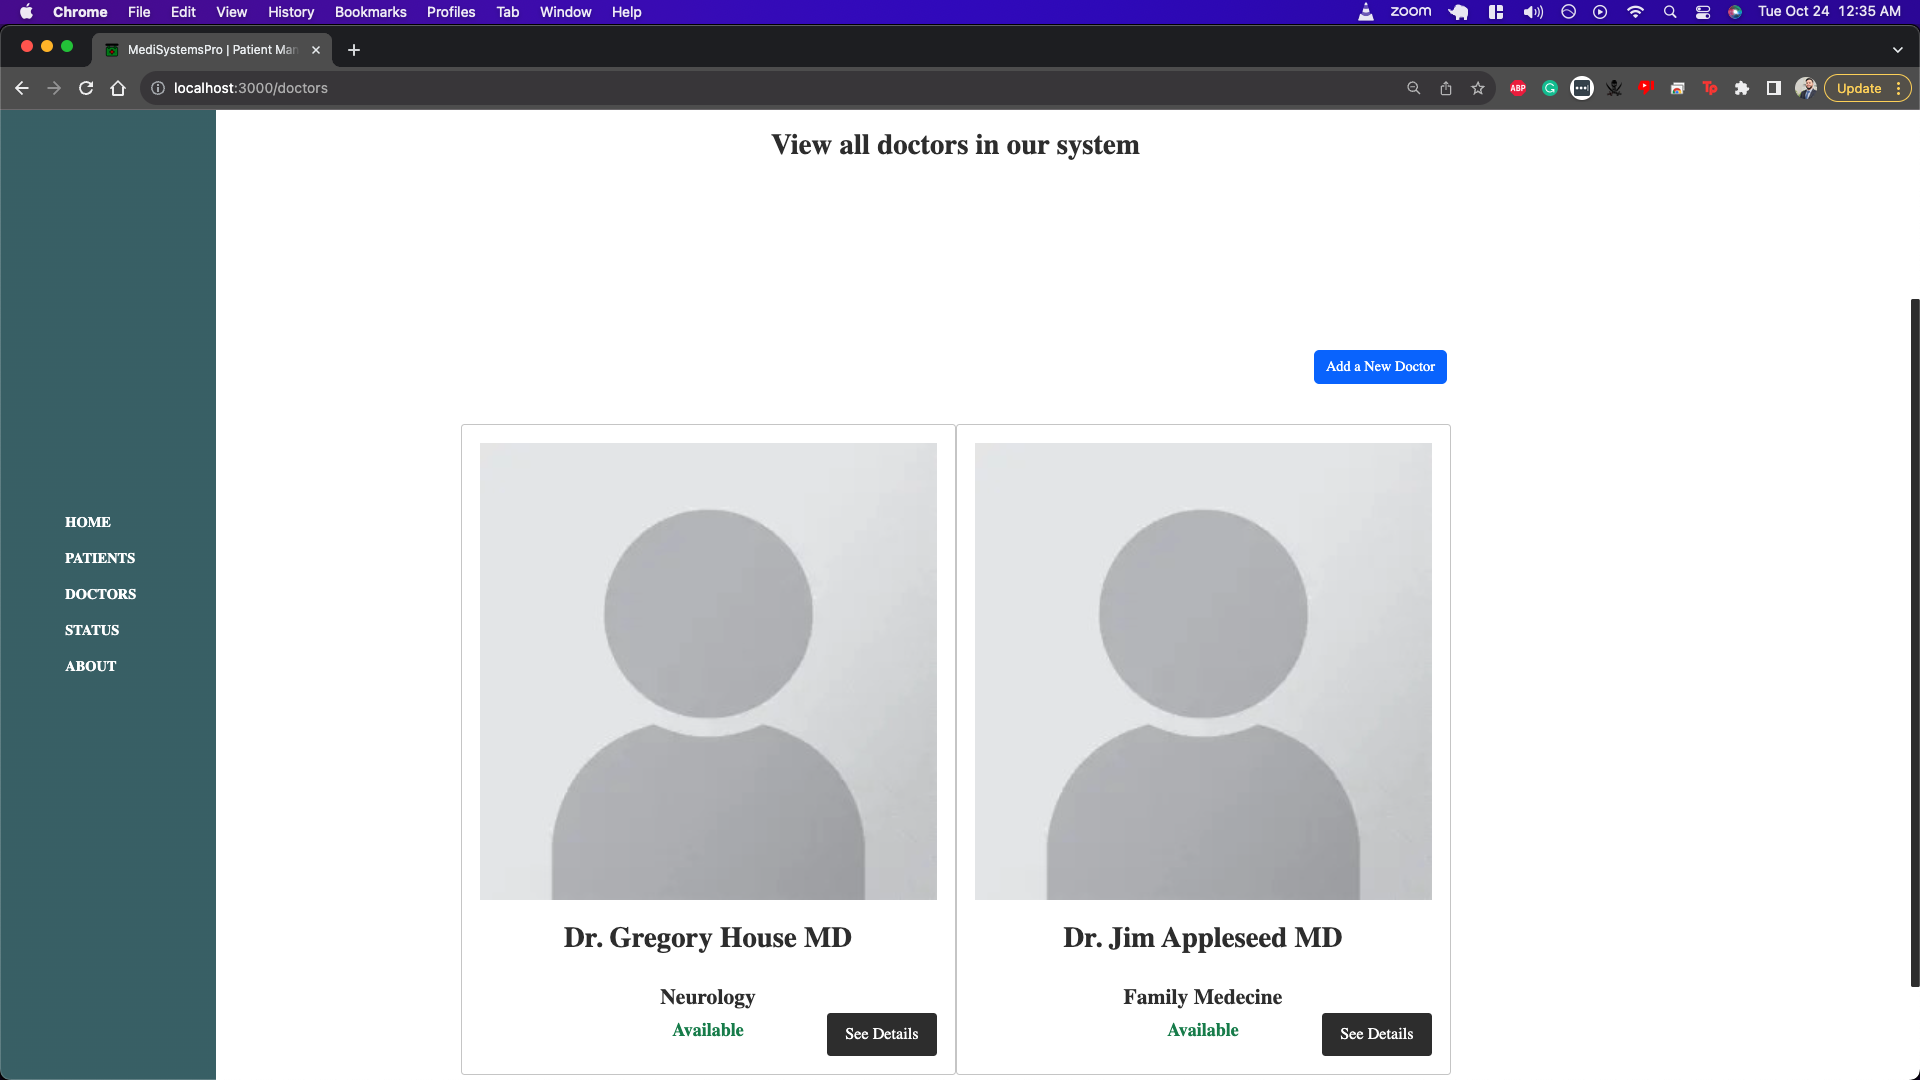 Chrome File Edit View History Bookmarks Profiles Tab Window Help zoom Tue Oct 24 12:35 AM
MediSystemsPro | Patient Man
localhost:3000/doctors ABP Tp Update
View all doctors in our system
Add a New Doctor
HOME
PATIENTS
DOCTORS
STATUS
ABOUT
Dr. Gregory House MD
Neurology
Available
See Details
Dr. Jim Appleseed MD
Family Medecine
Available
See Details